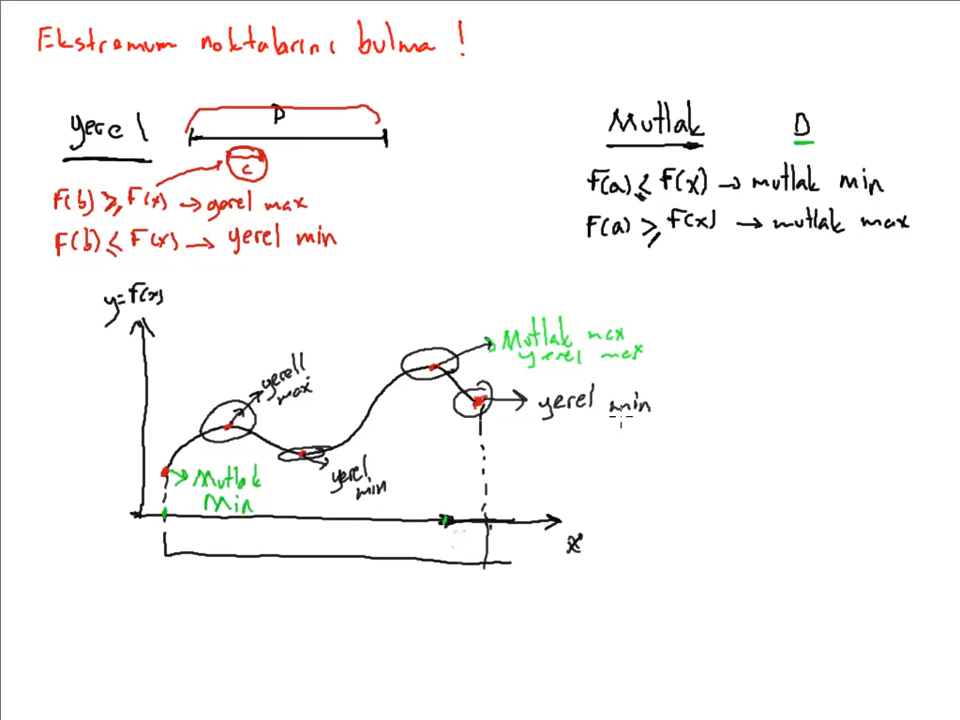 Ekstremum noktalarını bulma !
yerel
D
c
F(b) ≥ F(x) → yerel max
F(b) ≤ F(x) → yerel min
Mutlak D
F(a) ≤ F(x) → mutlak min
F(a) ≥ F(x) → mutlak max
y=F(x)
Mutlak max
yerel max
yerell
max
yerel min
yerel
min
Mutlak
Min
x